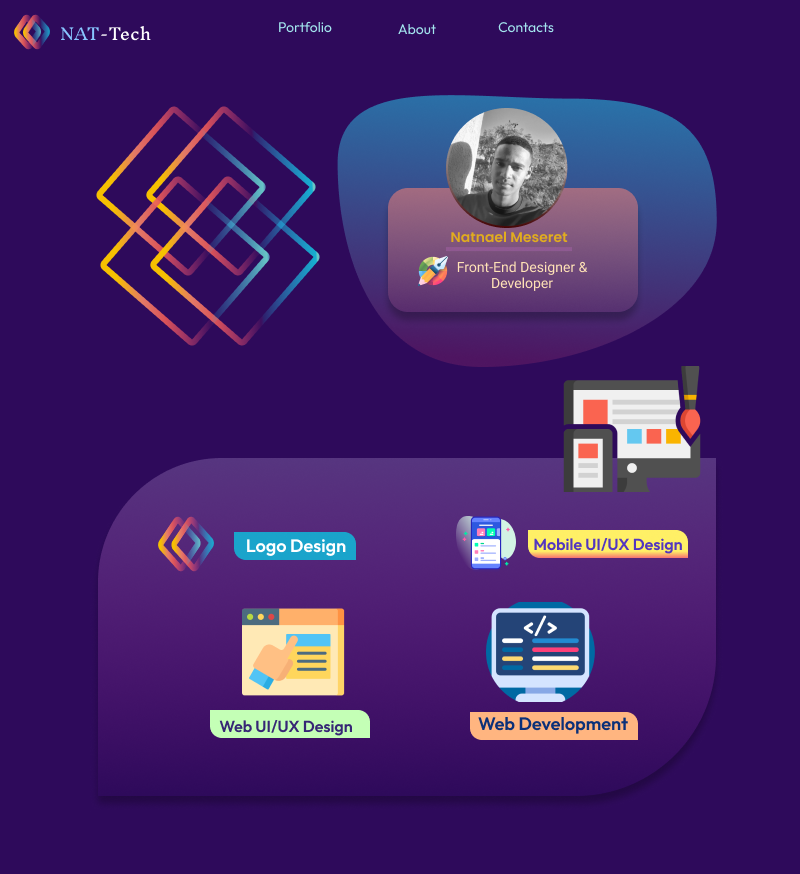 NAT-Tech
Portfolio
About
Contacts
Natnael Meseret
Front-End Designer &
Developer
Logo Design
Mobile UI/UX Design
</>
Web UI/UX Design
Web Development